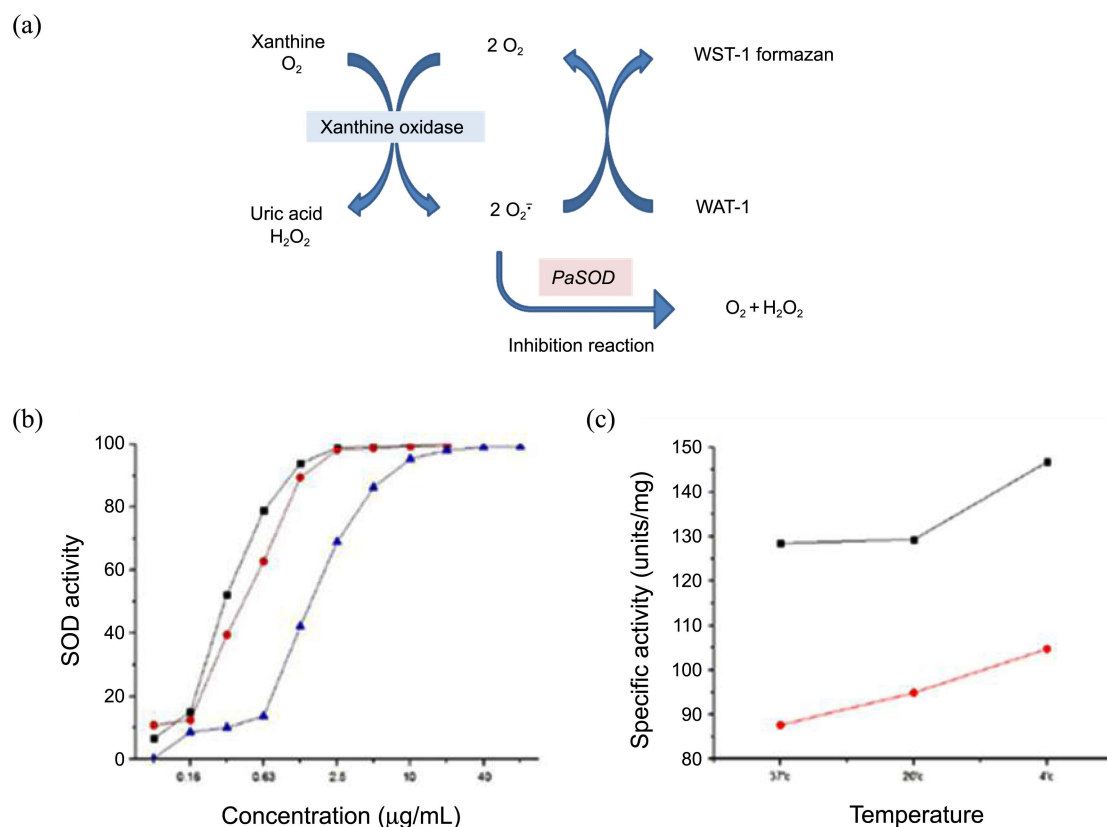 (a)
Xanthine
O₂
2 O₂
WST-1 formazan
Xanthine oxidase
Uric acid
H₂O₂
2 O₂⁻̇
WAT-1
PaSOD
O₂ + H₂O₂
Inhibition reaction
(b)
100
80
60
40
20
0
SOD activity
0.16
0.63
2.5
10
40
Concentration (µg/mL)
(c)
150
140
130
120
110
100
90
80
Specific activity (units/mg)
37℃
20℃
4℃
Temperature